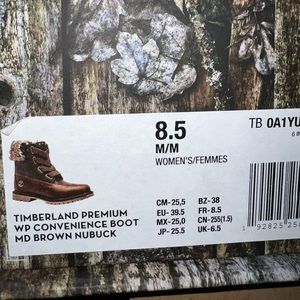 8.5
M/M
WOMEN'S/FEMMES
TB 0A1YU
CM-25,5 BZ-38
EU-39.5 FR-8.5
MX-25,0 CN-255(1.5)
JP-25.5 UK-6.5
TIMBERLAND PREMIUM
WP CONVENIENCE BOOT
MD BROWN NUBUCK